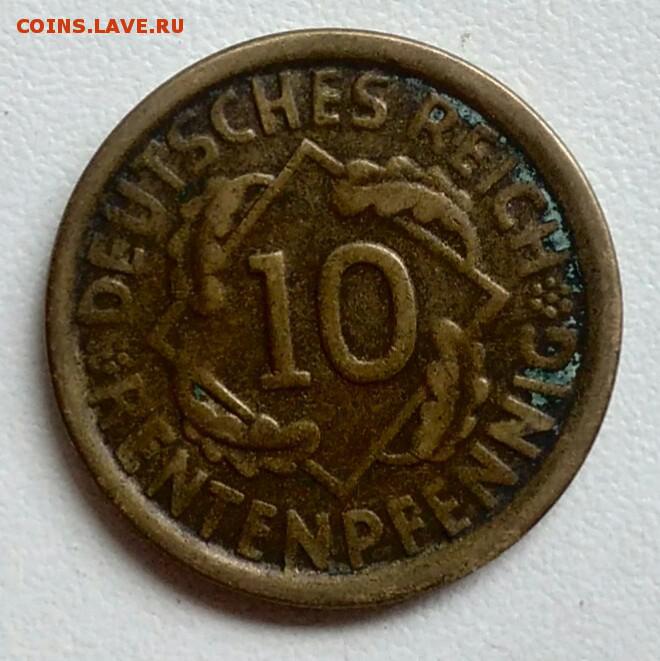 COINS.LAVE.RU
DEUTSCHES REICH
10
RENTENPFENNIG